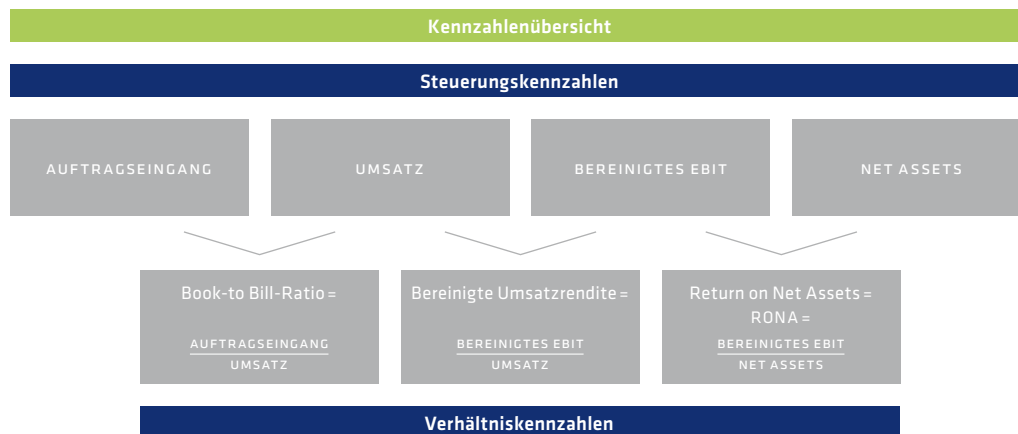 Kennzahlenübersicht
Steuerungskennzahlen
AUFTRAGSEINGANG
UMSATZ
BEREINIGTES EBIT
NET ASSETS
Book-to Bill-Ratio =
AUFTRAGSEINGANG
UMSATZ
Bereinigte Umsatzrendite =
BEREINIGTES EBIT
UMSATZ
Return on Net Assets =
RONA =
BEREINIGTES EBIT
NET ASSETS
Verhältniskennzahlen